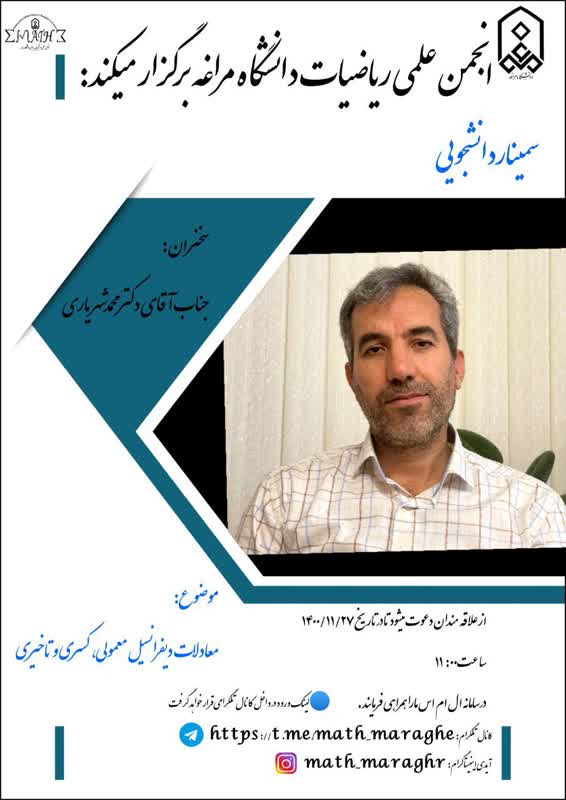 MATH
انجمن علمی ریاضیات دانشگاه مراغه برگزار میکند:
سمینار دانشجویی
سخنران:
جناب آقای دکتر محمد شهریاری
موضوع:
معادلات دیفرانسیل معمولی، کسری و تاخیری
از علاقه مندان دعوت میشود تا در تاریخ ۱۴۰۰/۱۱/۲۷
ساعت ۱۱:۰۰
در سامانه ال ام اس ما را همراهی فرمایند.
لینک ورود در داخل کانال تلگرامی قرار خواهد گرفت
کانال تلگرام: https://t.me/math_maraghe
آیدی اینستاگرام: math_maraghr